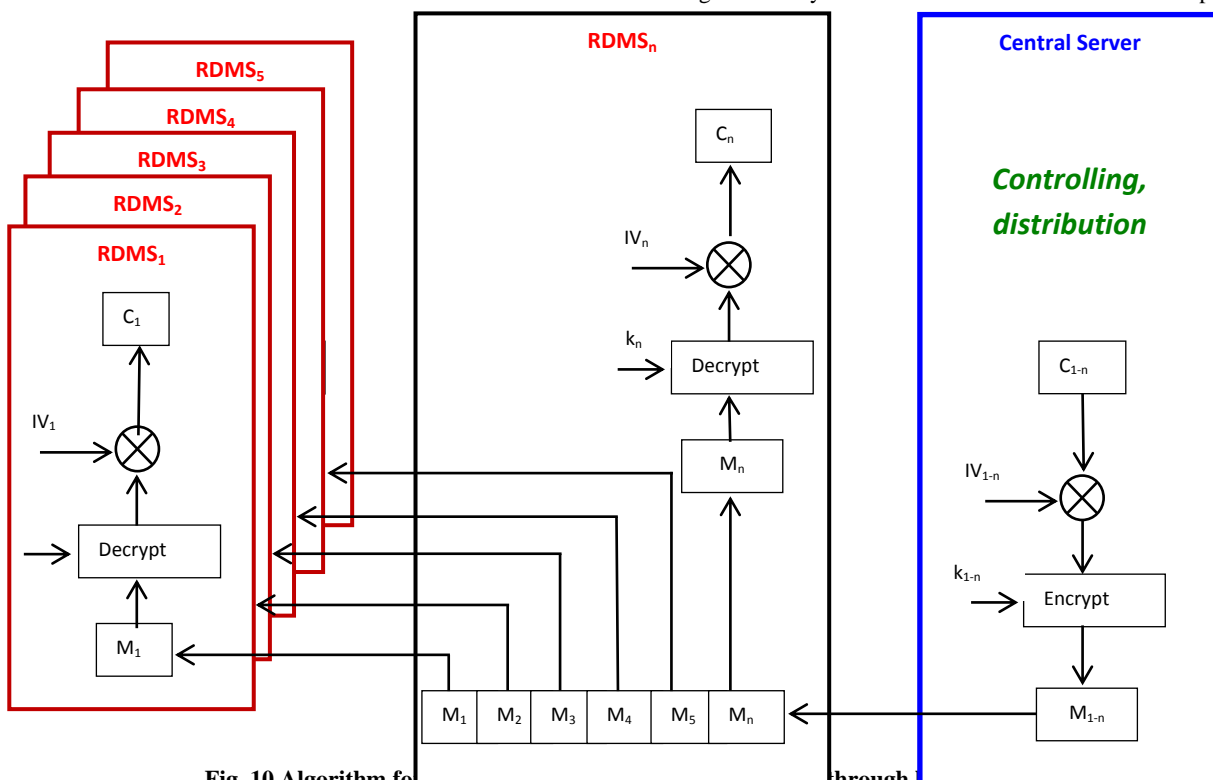 RDMS₅
RDMS₄
RDMS₃
RDMS₂
RDMS₁
C₁
IV₁
Decrypt
M₁
RDMSₙ
Cₙ
IVₙ
kₙ
Decrypt
Mₙ
M₁ M₂ M₃ M₄ M₅ Mₙ
Central Server
Controlling,
distribution
C₁₋ₙ
IV₁₋ₙ
k₁₋ₙ
Encrypt
M₁₋ₙ
Fig. 10 Algorithm
through